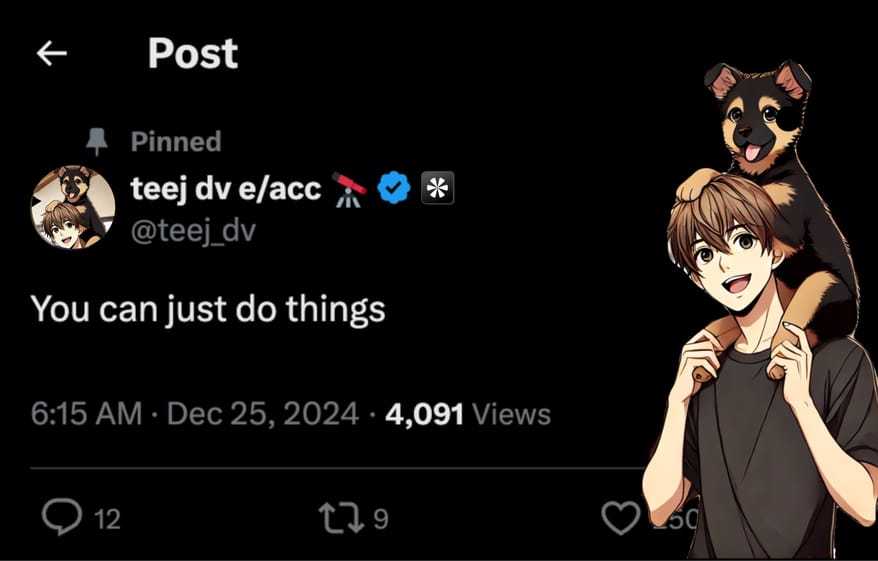 Post
Pinned
teej dv e/acc
@teej_dv
You can just do things
6:15 AM · Dec 25, 2024 · 4,091 Views
12 9